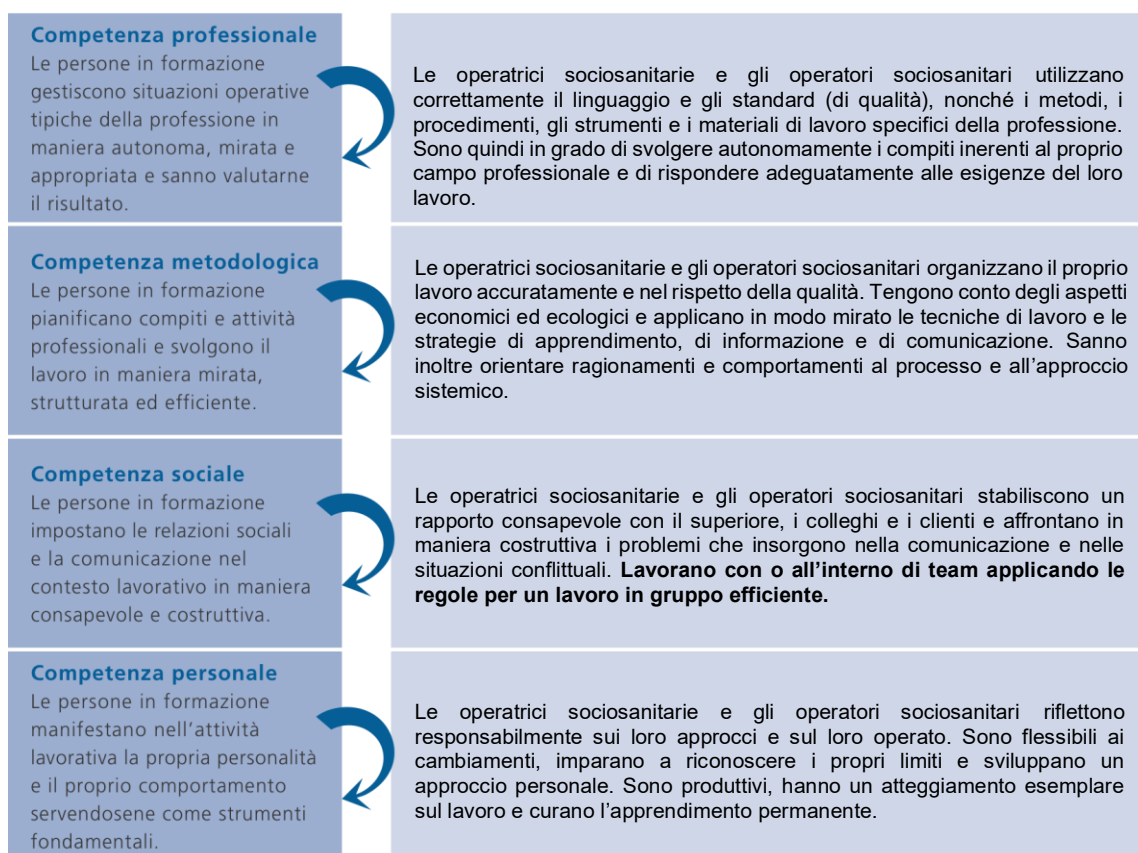 Competenza professionale
Le persone in formazione
gestiscono situazioni operative
tipiche della professione in
maniera autonoma, mirata e
appropriata e sanno valutarne
il risultato.
Le operatrici sociosanitarie e gli operatori sociosanitari utilizzano
correttamente il linguaggio e gli standard (di qualità), nonché i metodi, i
procedimenti, gli strumenti e i materiali di lavoro specifici della professione.
Sono quindi in grado di svolgere autonomamente i compiti inerenti al proprio
campo professionale e di rispondere adeguatamente alle esigenze del loro
lavoro.
Competenza metodologica
Le persone in formazione
pianificano compiti e attività
professionali e svolgono il
lavoro in maniera mirata,
strutturata ed efficiente.
Le operatrici sociosanitarie e gli operatori sociosanitari organizzano il proprio
lavoro accuratamente e nel rispetto della qualità. Tengono conto degli aspetti
economici ed ecologici e applicano in modo mirato le tecniche di lavoro e le
strategie di apprendimento, di informazione e di comunicazione. Sanno
inoltre orientare ragionamenti e comportamenti al processo e all'approccio
sistemico.
Competenza sociale
Le persone in formazione
impostano le relazioni sociali
e la comunicazione nel
contesto lavorativo in maniera
consapevole e costruttiva.
Le operatrici sociosanitarie e gli operatori sociosanitari stabiliscono un
rapporto consapevole con il superiore, i colleghi e i clienti e affrontano in
maniera costruttiva i problemi che insorgono nella comunicazione e nelle
situazioni conflittuali. Lavorano con o all'interno di team applicando le
regole per un lavoro in gruppo efficiente.
Competenza personale
Le persone in formazione
manifestano nell'attività
lavorativa la propria personalità
e il proprio comportamento
servendosene come strumenti
fondamentali.
Le operatrici sociosanitarie e gli operatori sociosanitari riflettono
responsabilmente sui loro approcci e sul loro operato. Sono flessibili ai
cambiamenti, imparano a riconoscere i propri limiti e sviluppano un
approccio personale. Sono produttivi, hanno un atteggiamento esemplare
sul lavoro e curano l'apprendimento permanente.